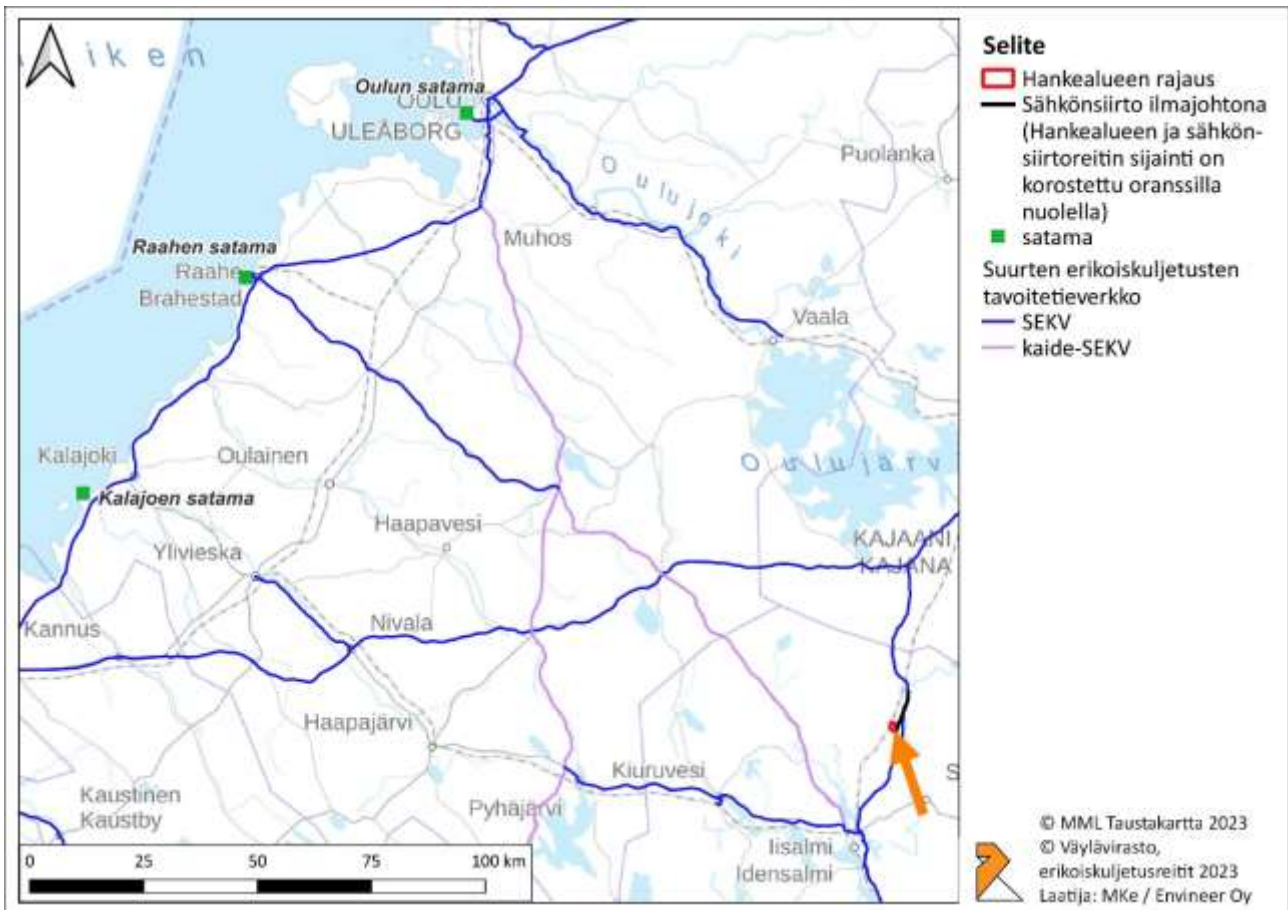 iken
Oulun satama
OULU
ULEÅBORG
Puolanka
Oulujoki
Muhos
Raahen satama
Raahe
Brahestad
Vaala
Kalajoki
Oulainen
Oulujärv
Kalajoen satama
Haapavesi
KAJAANI
KAJANA
Ylivieska
Nivala
Kannus
Haapajärvi
Kiuruvesi
S
Kaustinen
Kaustby
Pyhäjärvi
Iisalmi
Idensalmi
0 25 50 75 100 km
Selite
Hankealueen rajaus
Sähkönsiirto ilmajohtona
(Hankealueen ja sähkön-
siirtoreitin sijainti on
korostettu oranssilla
nuolella)
satama
Suurten erikoiskuljetusten
tavoitetieverkko
SEKV
kaide-SEKV
© MML Taustakartta 2023
© Väylävirasto,
erikoiskuljetusreitit 2023
Laatija: MKe / Envineer Oy